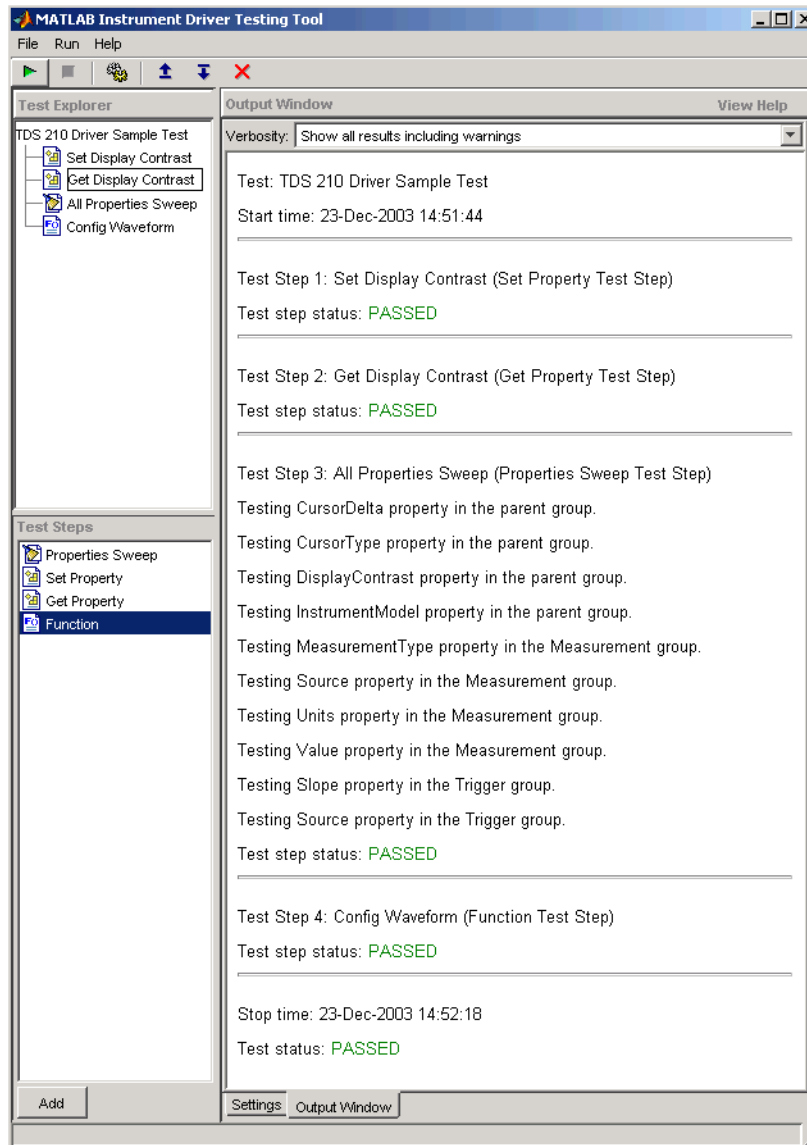 MATLAB Instrument Driver Testing Tool
File Run Help
Test Explorer
TDS 210 Driver Sample Test
Set Display Contrast
Get Display Contrast
All Properties Sweep
Config Waveform
Test Steps
Properties Sweep
Set Property
Get Property
Function
Add
Output Window View Help
Verbosity: Show all results including warnings
Test: TDS 210 Driver Sample Test
Start time: 23-Dec-2003 14:51:44
Test Step 1: Set Display Contrast (Set Property Test Step)
Test step status: PASSED
Test Step 2: Get Display Contrast (Get Property Test Step)
Test step status: PASSED
Test Step 3: All Properties Sweep (Properties Sweep Test Step)
Testing CursorDelta property in the parent group.
Testing CursorType property in the parent group.
Testing DisplayContrast property in the parent group.
Testing InstrumentModel property in the parent group.
Testing MeasurementType property in the Measurement group.
Testing Source property in the Measurement group.
Testing Units property in the Measurement group.
Testing Value property in the Measurement group.
Testing Slope property in the Trigger group.
Testing Source property in the Trigger group.
Test step status: PASSED
Test Step 4: Config Waveform (Function Test Step)
Test step status: PASSED
Stop time: 23-Dec-2003 14:52:18
Test status: PASSED
Settings Output Window